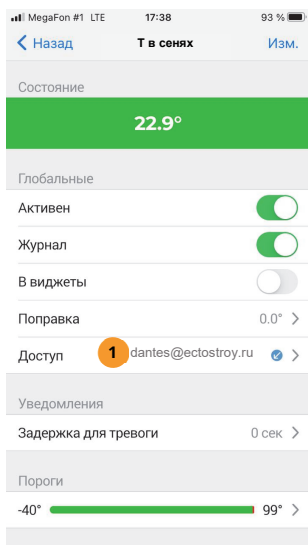 MegaFon #1 LTE 17:38 93 %
Назад Т в сенях Изм.
Состояние
22.9°
Глобальные
Активен
Журнал
В виджеты
Поправка 0.0°
Доступ 1 dantes@ectostroy.ru
Уведомления
Задержка для тревоги 0 сек
Пороги
-40° 99°